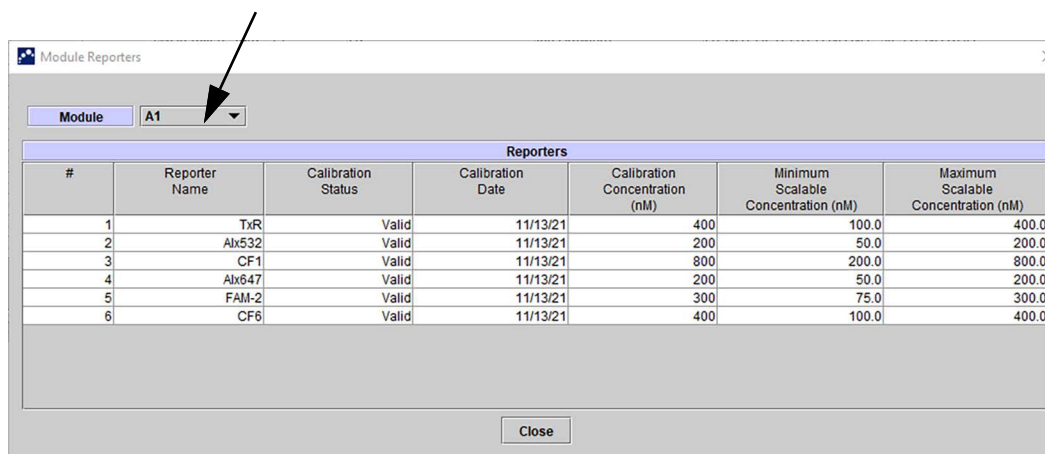 Module Reporters
Module A1
Reporters
# Reporter Name Calibration Status Calibration Date Calibration Concentration (nM) Minimum Scalable Concentration (nM) Maximum Scalable Concentration (nM)
1 TxR Valid 11/13/21 400 100.0 400.0
2 Alx532 Valid 11/13/21 200 50.0 200.0
3 CF1 Valid 11/13/21 800 200.0 800.0
4 Alx647 Valid 11/13/21 200 50.0 200.0
5 FAM-2 Valid 11/13/21 300 75.0 300.0
6 CF6 Valid 11/13/21 400 100.0 400.0
Close